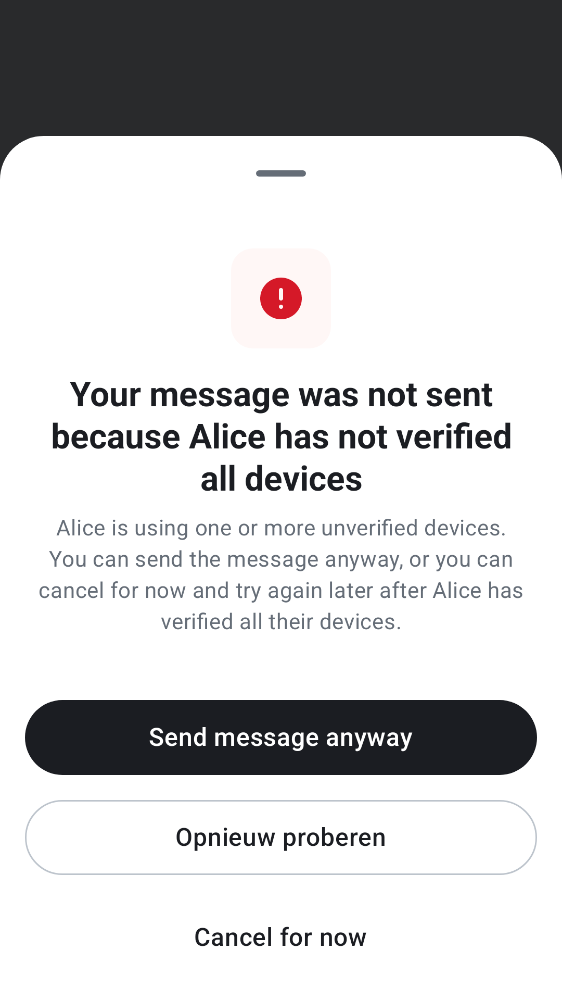 Your message was not sent
because Alice has not verified
all devices
Alice is using one or more unverified devices.
You can send the message anyway, or you can
cancel for now and try again later after Alice has
verified all their devices.
Send message anyway
Opnieuw proberen
Cancel for now